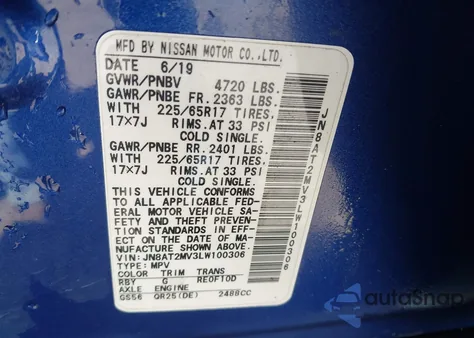 MFD BY NISSAN MOTOR CO.,LTD.
DATE 6/19
GVWR/PNBV 4720 LBS.
GAWR/PNBE FR. 2363 LBS.
WITH 225/65R17 TIRES,
17×7J RIMS.AT 33 PSI
COLD SINGLE.
GAWR/PNBE RR. 2401 LBS.
WITH 225/65R17 TIRES,
17×7J RIMS.AT 33 PSI
COLD SINGLE.
THIS VEHICLE CONFORMS
TO ALL APPLICABLE FED-
ERAL MOTOR VEHICLE SA-
FETY AND THEFT PREVEN-
TION STANDARDS IN EFF-
ECT ON THE DATE OF MA-
NUFACTURE SHOWN ABOVE.
VIN:JN8AT2MV3LW100306
TYPE: MPV
COLOR TRIM TRANS
RBY G RE0F10D
AXLE ENGINE
GS56 QR25(DE) 2488CC
JN8AT2MV3LW100306
autoSnap